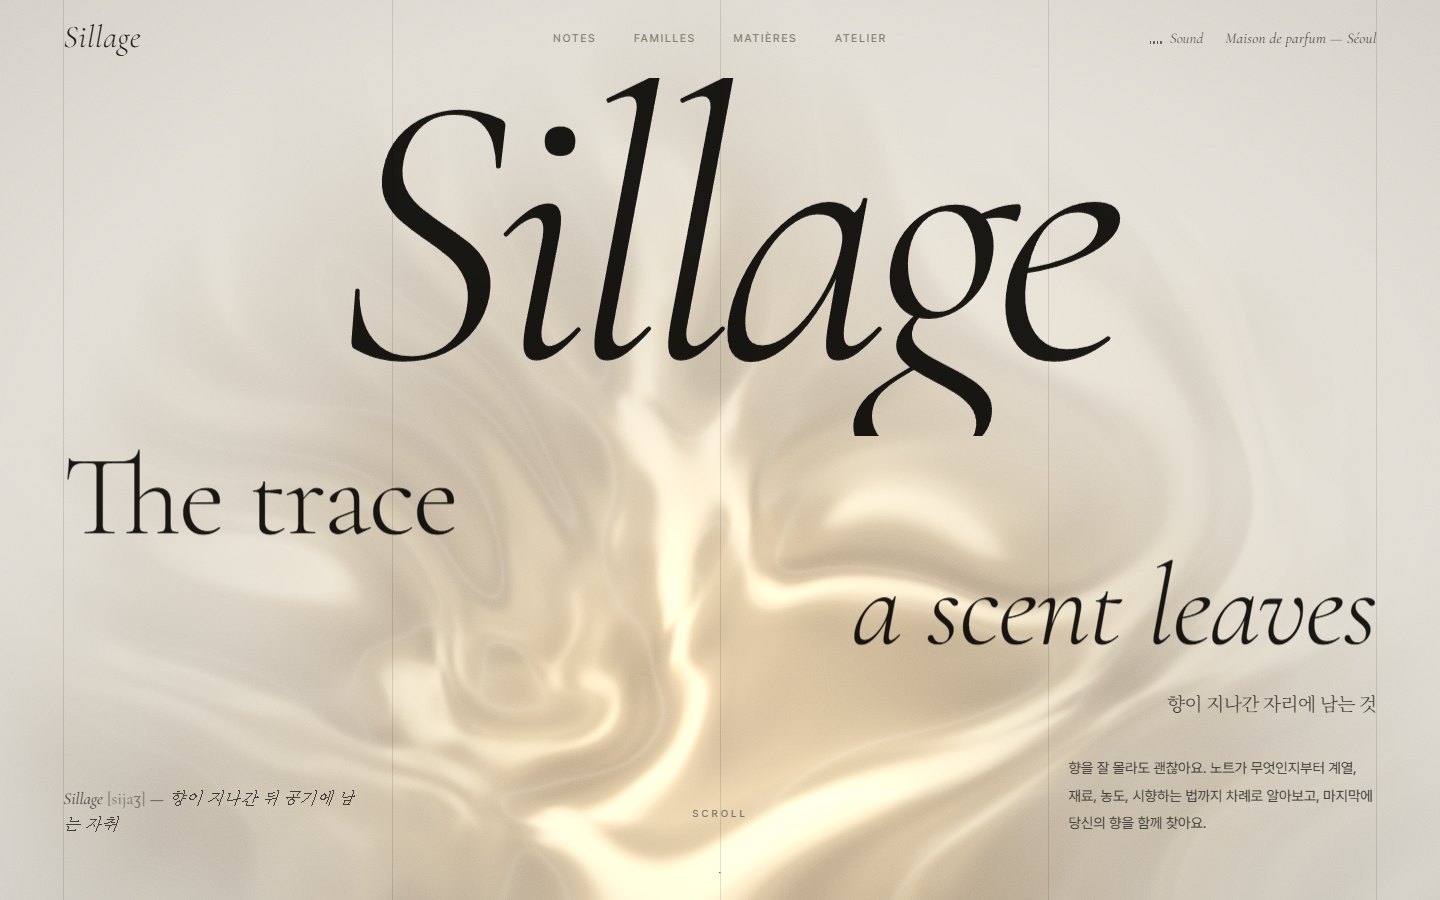 Sillage
NOTES FAMILLES MATIÈRES ATELIER
Sound Maison de parfum — Séoul
Sillage
The trace
a scent leaves
향이 지나간 자리에 남는 것
향을 잘 몰라도 괜찮아요. 노트가 무엇인지부터 계열,
재료, 농도, 시향하는 법까지 차례로 알아보고, 마지막에
당신의 향을 함께 찾아요.
Sillage [sijaʒ] — 향이 지나간 뒤 공기에 남
는 자취
SCROLL